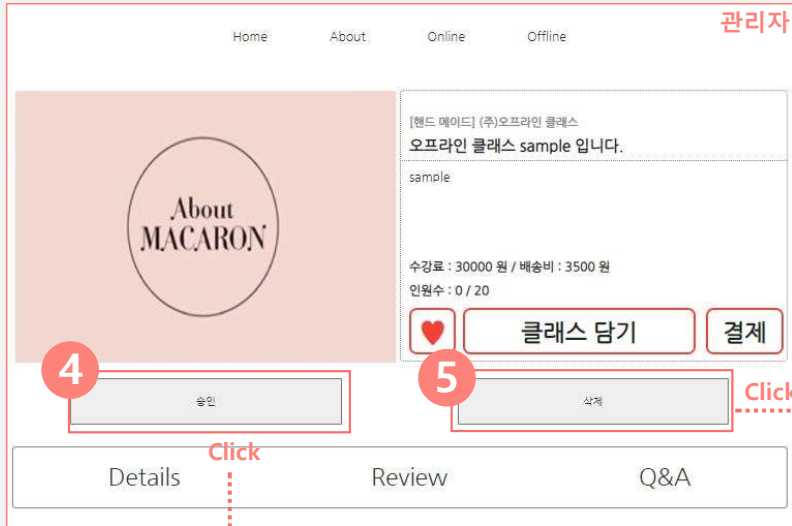 관리자
Home About Online Offline
[핸드 메이드] (주)오프라인 클래스
오프라인 클래스 sample 입니다.
sample
About
MACARON
수강료 : 30000 원 / 배송비 : 3500 원
인원수 : 0 / 20
클래스 담기 결제
4
승인
5
삭제
Click
Click
Details Review Q&A